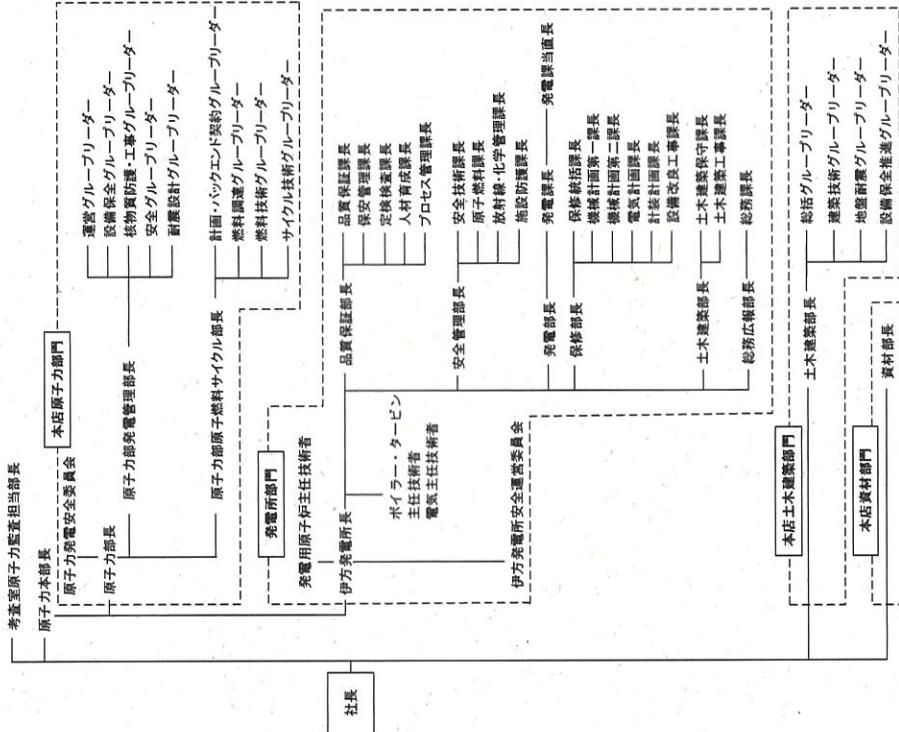 社長
考査室原子力監査担当部長
原子力本部長
本店原子力部門
原子力発電安全委員会
原子力部長
原子力部発電管理部長
運営グループリーダー
設備保全グループリーダー
核物質防護・工事グループリーダー
安全グループリーダー
耐震設計グループリーダー
原子力部原子燃料サイクル部長
計画・バックエンド契約グループリーダー
燃料調達グループリーダー
燃料技術グループリーダー
サイクル技術グループリーダー
発電所部門
発電用原子炉主任技術者
伊方発電所長
ボイラー・タービン
主任技術者
電気主任技術者
伊方発電所安全運営委員会
品質保証部長
品質保証課長
保安管理課長
定検検査課長
人材育成課長
プロセス管理課長
安全管理部長
安全技術課長
原子燃料課長
放射線・化学管理課長
施設防護課長
発電部長
発電課長
発電課当直長
保修部長
保修統括課長
機械計画第一課長
機械計画第二課長
電気計画課長
計装計画課長
設備改良工事課長
土木建築部長
土木建築保守課長
土木建築工事課長
総務広報部長
総務課長
本店土木建築部門
土木建築部長
総括グループリーダー
建築技術グループリーダー
地盤耐震グループリーダー
設備保全推進グループリーダー
本店資材部門
資材部長